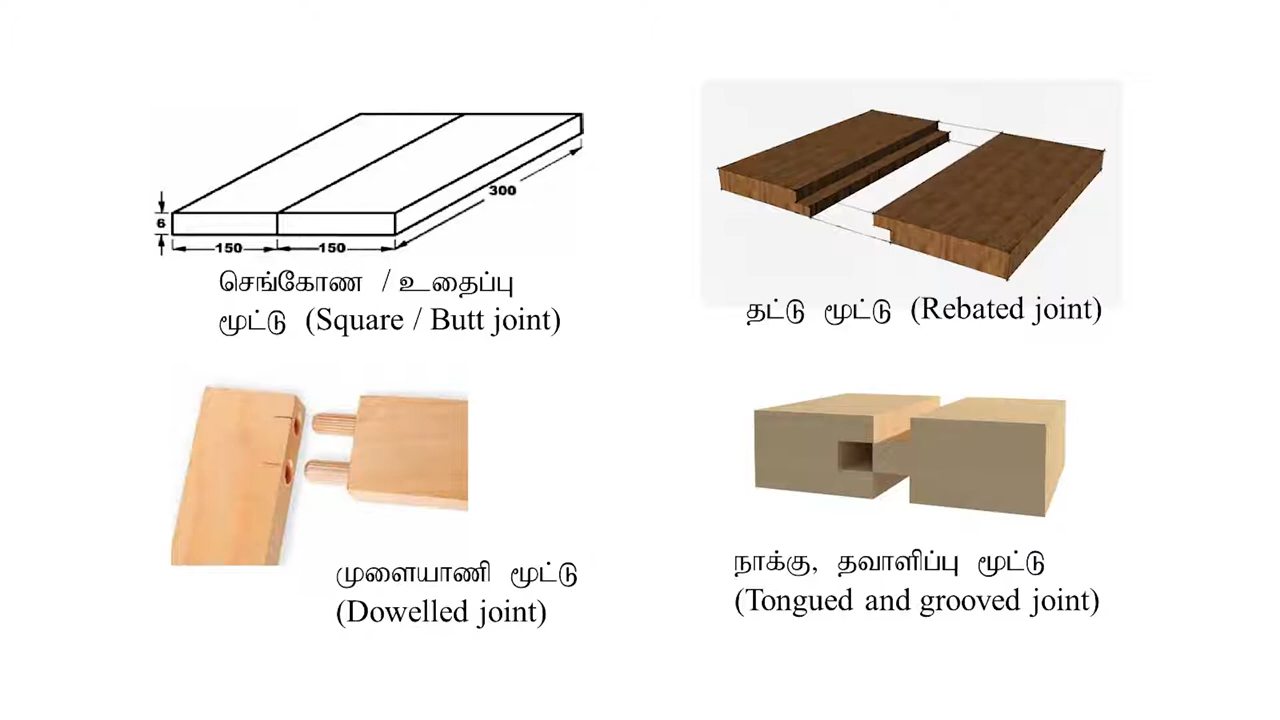 6
150
150
300
செங்கோண / உதைப்பு
மூட்டு (Square / Butt joint)
தட்டு மூட்டு (Rebated joint)
முளையாணி மூட்டு
(Dowelled joint)
நாக்கு, தவாளிப்பு மூட்டு
(Tongued and grooved joint)